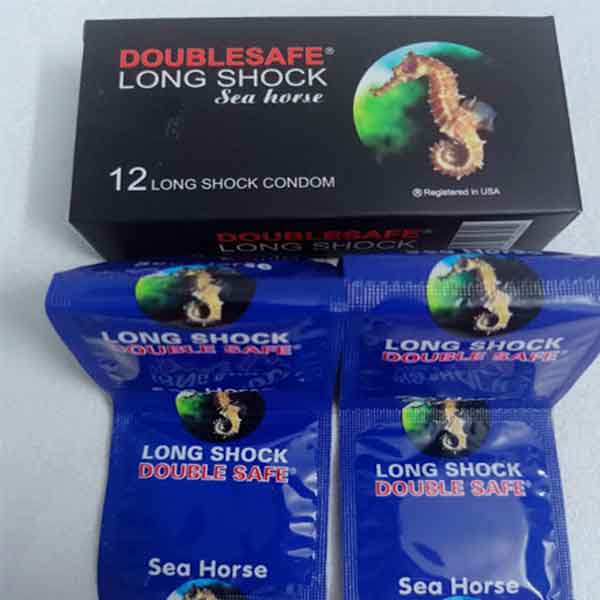 DOUBLESAFE®
LONG SHOCK
Sea horse
12 LONG SHOCK CONDOM
® Registered in USA
DOUBLESAFE®
LONG SHOCK
LONG SHOCK
DOUBLE SAFE®
LONG SHOCK
DOUBLE SAFE®
LONG SHOCK
DOUBLE SAFE®
Sea Horse
LONG SHOCK
DOUBLE SAFE®
Sea Horse